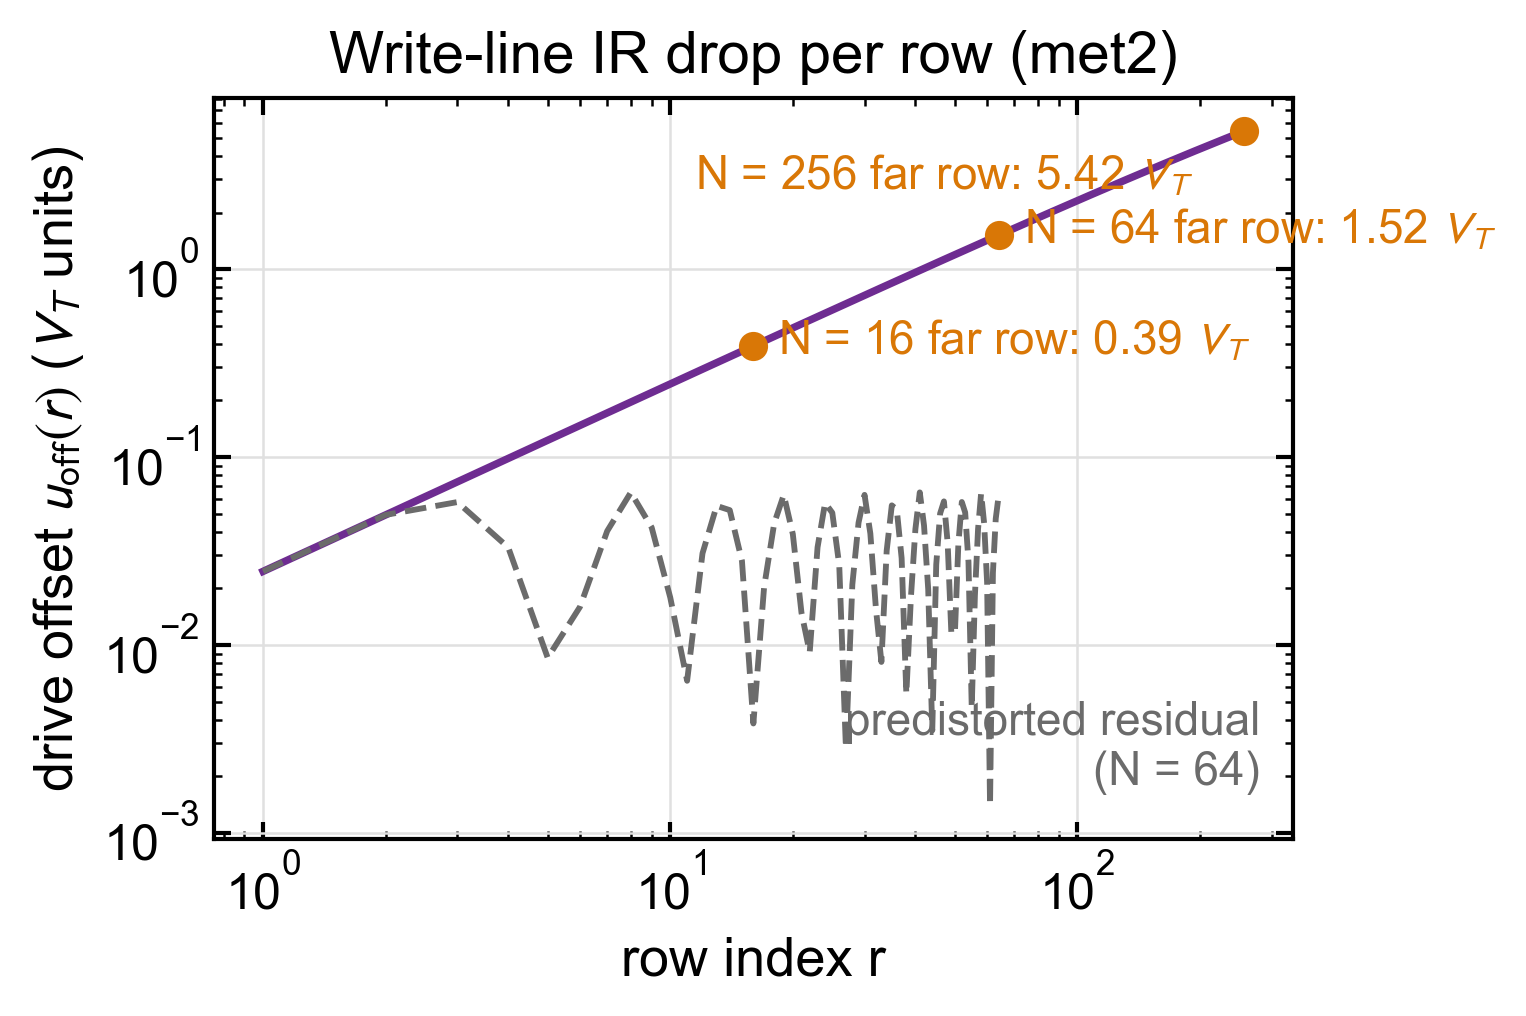 Write-line IR drop per row (met2)
drive offset u_off(r) (V_T units)
10^0
10^−1
10^−2
10^−3
N = 256 far row: 5.42 V_T
N = 64 far row: 1.52 V_T
N = 16 far row: 0.39 V_T
predistorted residual
(N = 64)
10^0 10^1 10^2
row index r